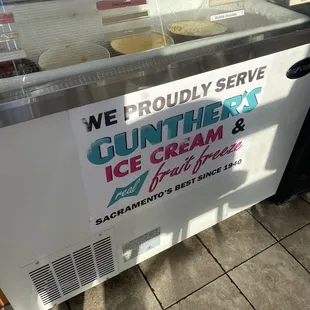 WE PROUDLY SERVE
GUNTHER'S
ICE CREAM &
real fruit freeze
SACRAMENTO'S BEST SINCE 1940